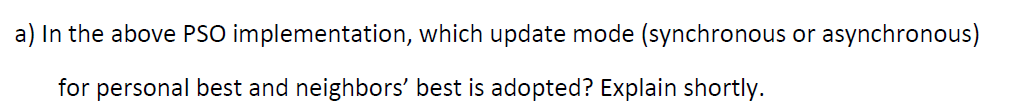 a) In the above PSO implementation, which update mode (synchronous or asynchronous)
for personal best and neighbors’ best is adopted? Explain shortly.